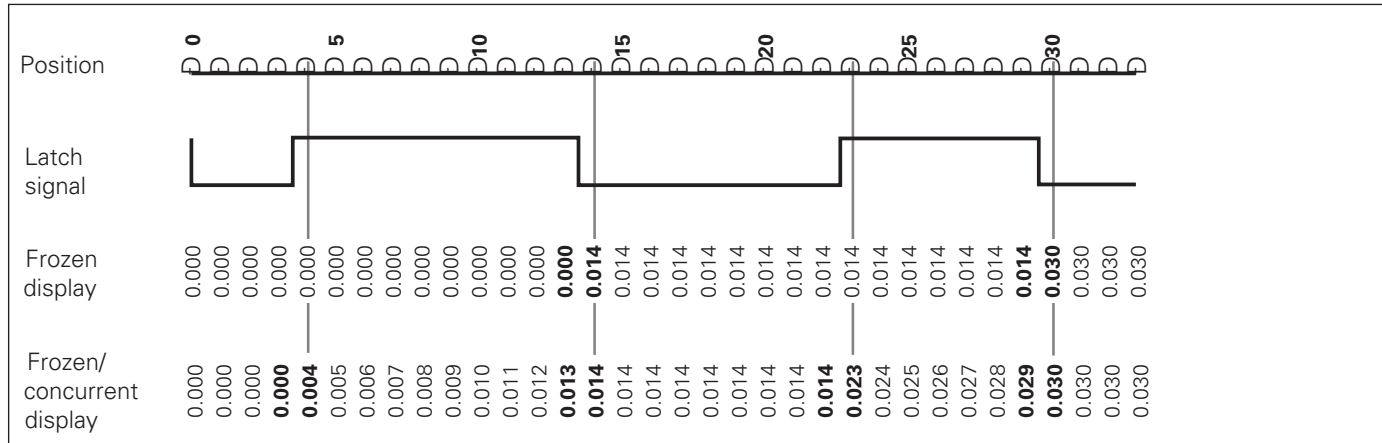 0 5 10 15 20 25 30
Position
Latch
signal
Frozen
display
0.000 0.000 0.000 0.000 0.000 0.000 0.000 0.000 0.000 0.000 0.000 0.000 0.000 0.000 0.014 0.014 0.014 0.014 0.014 0.014 0.014 0.014 0.014 0.014 0.014 0.014 0.014 0.014 0.014 0.014 0.030 0.030 0.030 0.030
Frozen/
concurrent
display
0.000 0.000 0.000 0.000 0.004 0.005 0.006 0.007 0.008 0.009 0.010 0.011 0.012 0.013 0.014 0.014 0.014 0.014 0.014 0.014 0.014 0.014 0.014 0.023 0.024 0.025 0.026 0.027 0.028 0.029 0.030 0.030 0.030 0.030